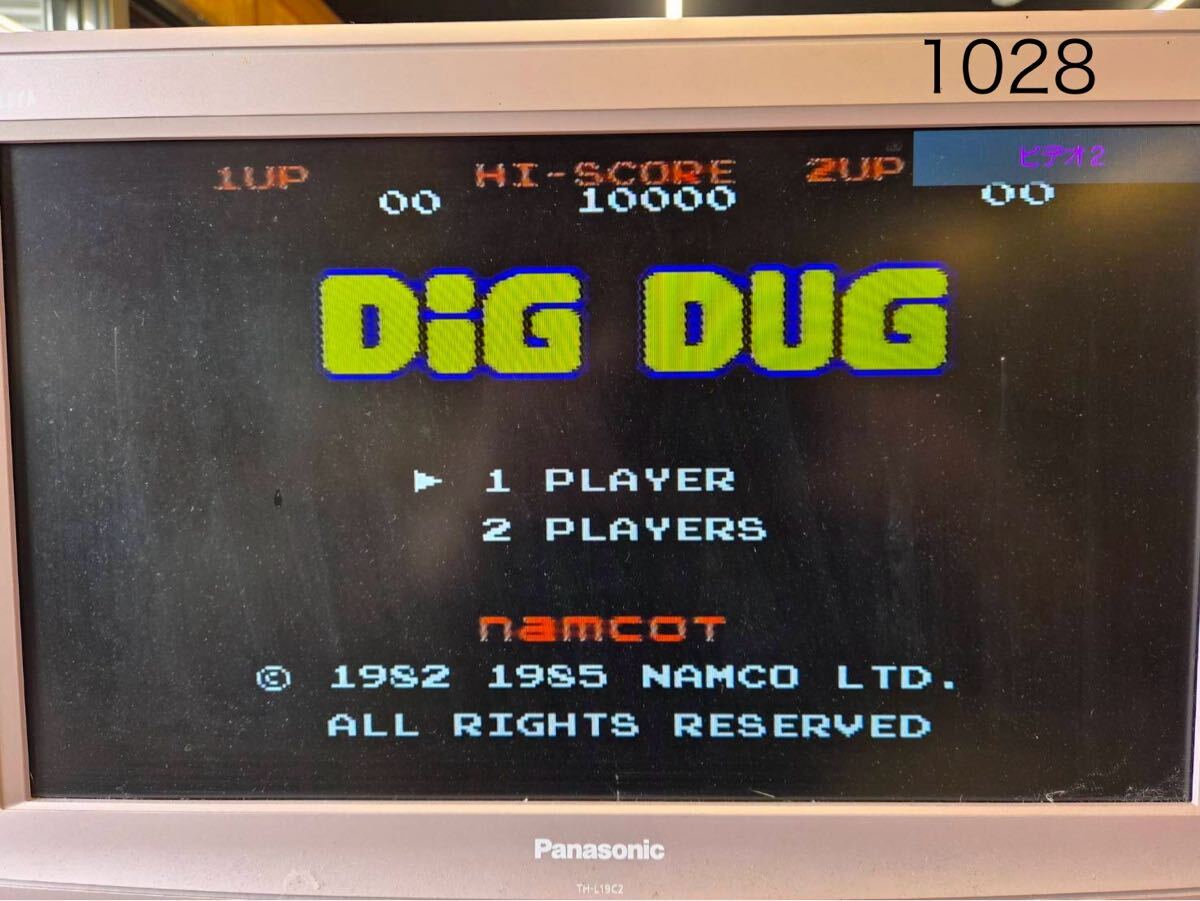 1028
ビデオ2
1UP HI-SCORE 2UP
00 10000 00
DiG DUG
► 1 PLAYER
2 PLAYERS
namcot
© 1982 1985 NAMCO LTD.
ALL RIGHTS RESERVED
Panasonic
TH-L19C2